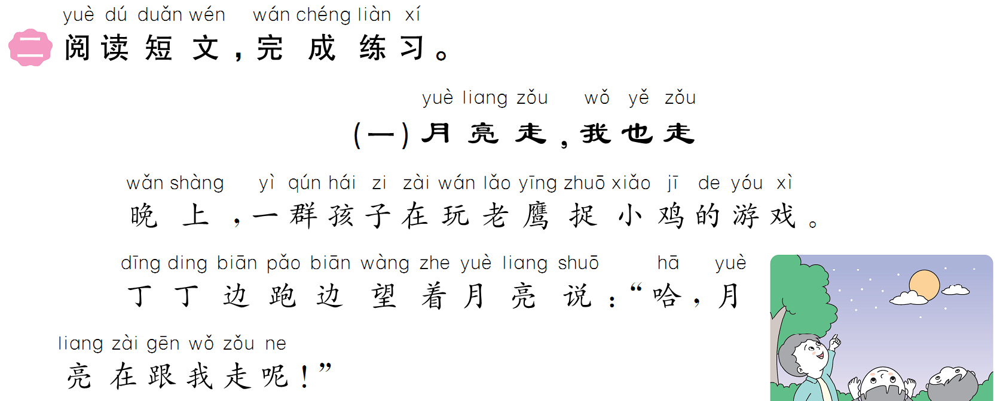 yuè dú duǎn wén wán chéng liàn xí
二 阅读短文，完成练习。
yuè liang zǒu wǒ yě zǒu
（一）月亮走，我也走
wǎn shàng yì qún hái zi zài wán lǎo yīng zhuō xiǎo jī de yóu xì
晚上，一群孩子在玩老鹰捉小鸡的游戏。
dīng ding biān pǎo biān wàng zhe yuè liang shuō hā yuè
丁丁边跑边望着月亮说：“哈，月
liang zài gēn wǒ zǒu ne
亮在跟我走呢！”